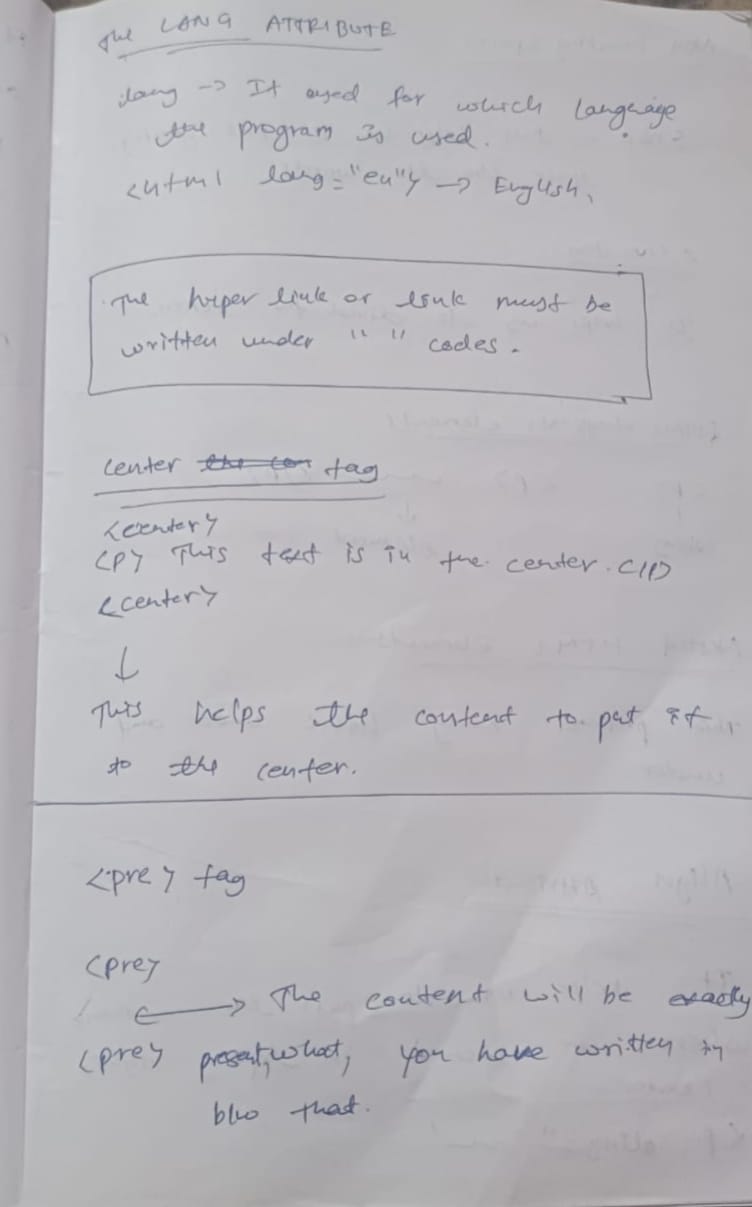 The LANG ATTRIBUTE
lang -> It used for which language
the program is used.
<html lang="en"> -> English.
The hiper link or link must be
written under " " codes.
center tag
<center>
<p> This text is in the center. </p>
<center>
↓
This helps the content to put it
to the center.
<pre> tag
<pre>
⟷ The content will be exactly
<pre> present, what, you have written in
b/w that.